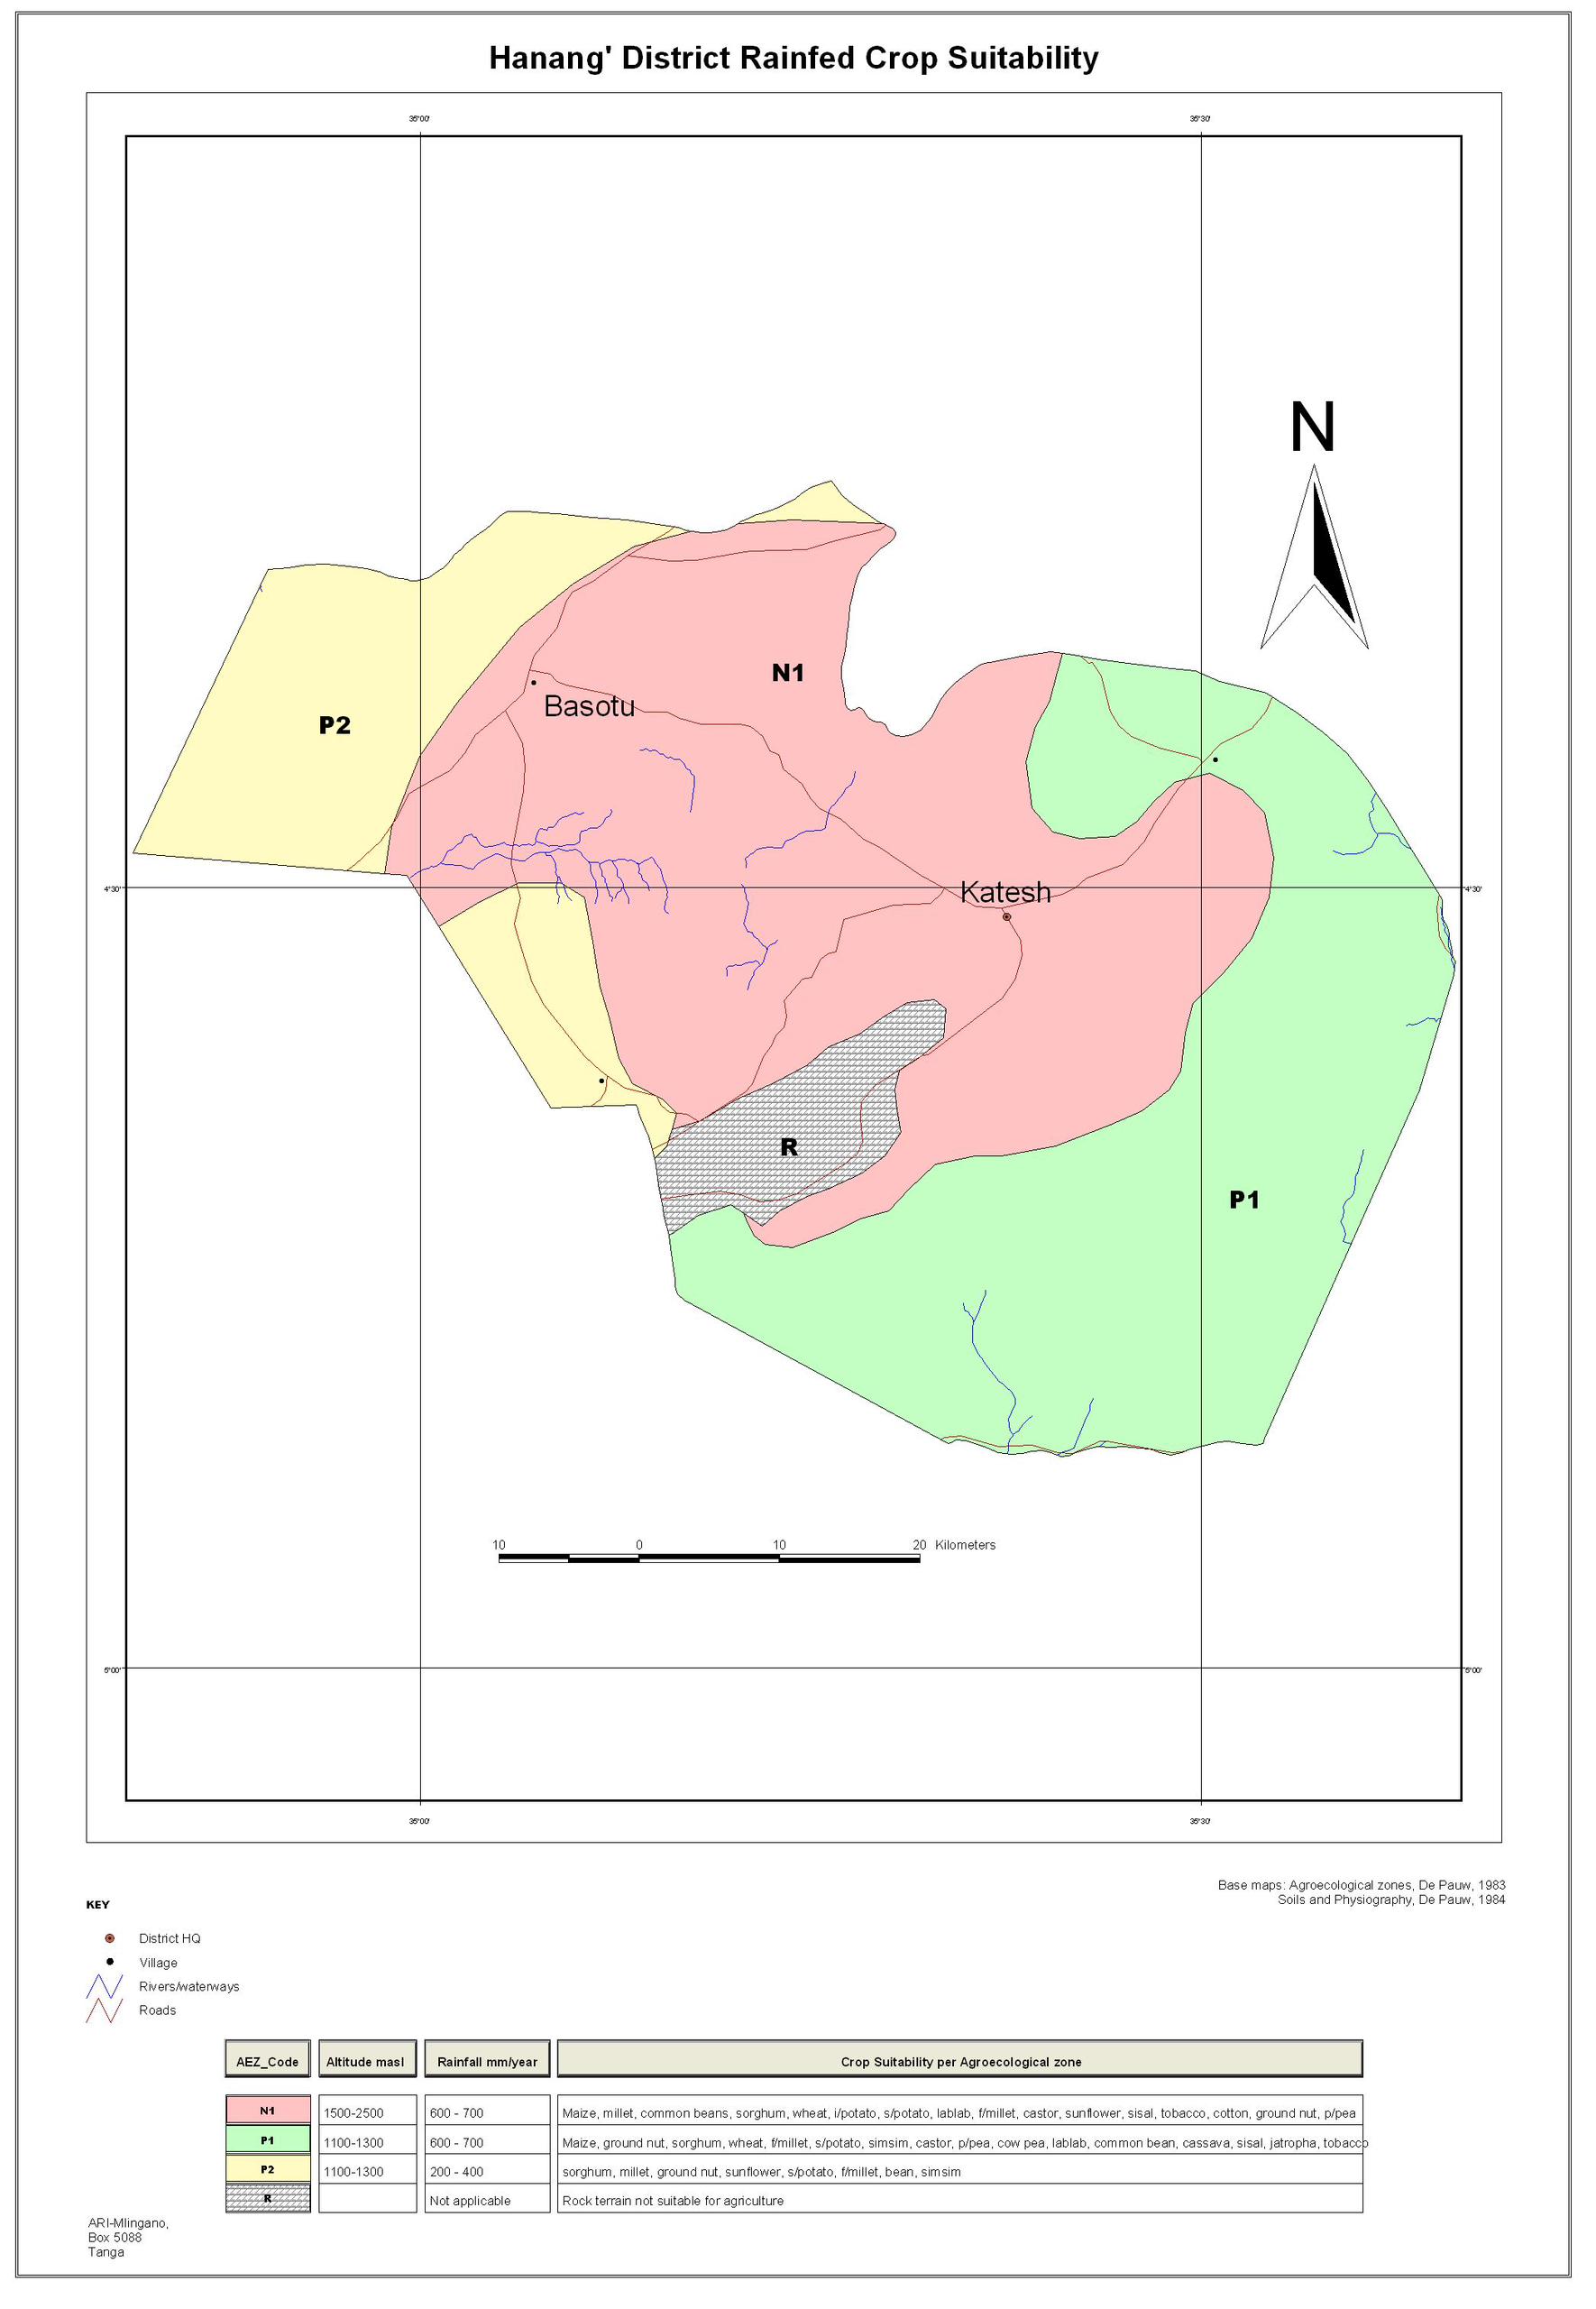 Hanang' District Rainfed Crop Suitability
35°00' 35°30'
N
N1
P2
Basotu
4°30' 4°30'
Katesh
R
P1
10 0 10 20 Kilometers
5°00' 5°00'
35°00' 35°30'
Base maps: Agroecological zones, De Pauw, 1983
Soils and Physiography, De Pauw, 1984
KEY
District HQ
Village
Rivers/waterways
Roads
AEZ_Code Altitude masl Rainfall mm/year Crop Suitability per Agroecological zone
N1 1500-2500 600 - 700 Maize, millet, common beans, sorghum, wheat, i/potato, s/potato, lablab, f/millet, castor, sunflower, sisal, tobacco, cotton, ground nut, p/pea
P1 1100-1300 600 - 700 Maize, ground nut, sorghum, wheat, f/millet, s/potato, simsim, castor, p/pea, cow pea, lablab, common bean, cassava, sisal, jatropha, tobacco
P2 1100-1300 200 - 400 sorghum, millet, ground nut, sunflower, s/potato, f/millet, bean, simsim
R Not applicable Rock terrain not suitable for agriculture
ARI-Mlingano,
Box 5088
Tanga